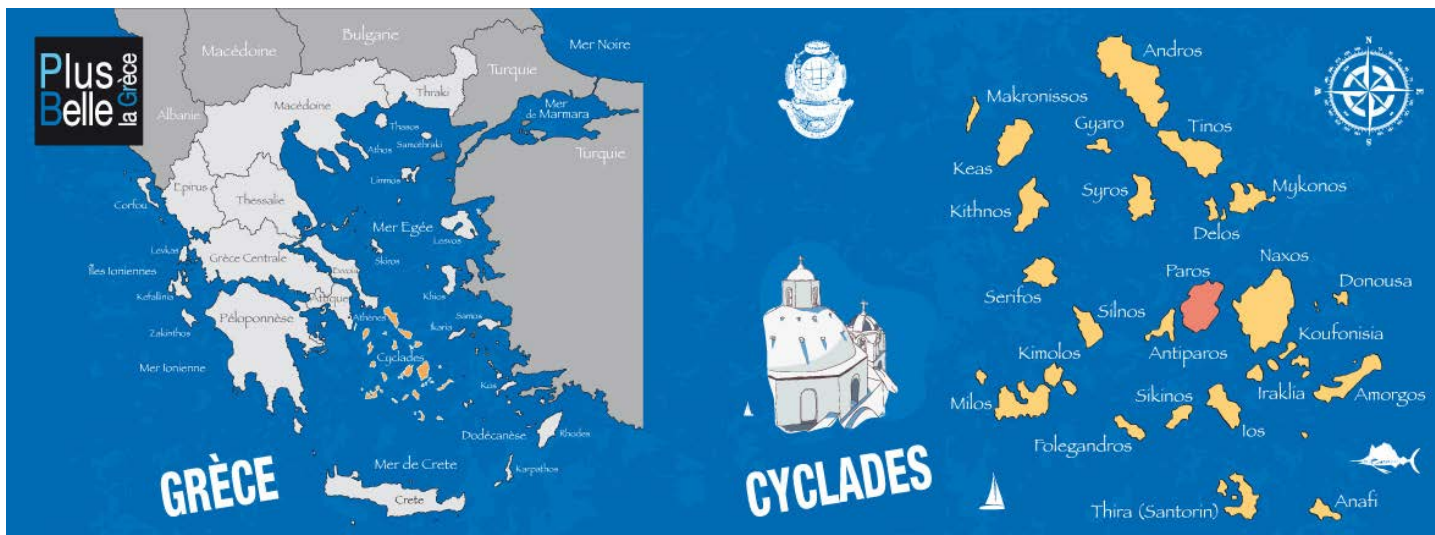 Plus
Belle
la Grèce
Macédoine
Bulgarie
Mer Noire
Turquie
Albanie
Macédoine
Thraki
Mer
de Marmara
Thassos
Samothraki
Athos
Turquie
Limnos
Epirus
Thessalie
Corfou
Mer Egée
Lesvos
Levkas
Grèce Centrale
Skiros
Îles Ioniennes
Kefallinia
Attique
Khios
Zakinthos
Péloponnèse
Athènes
Samos
Ikaria
Mer Ionienne
Cyclades
Kos
Dodécanèse
Rhodes
Mer de Crete
Karpathos
Crete
GRÈCE
CYCLADES
N
W
E
S
Andros
Makronissos
Gyaro
Tinos
Keas
Syros
Mykonos
Kithnos
Delos
Naxos
Paros
Donousa
Serifos
Silnos
Koufonisia
Antiparos
Kimolos
Iraklia
Amorgos
Milos
Sikinos
Ios
Folegandros
Thira (Santorin)
Anafi